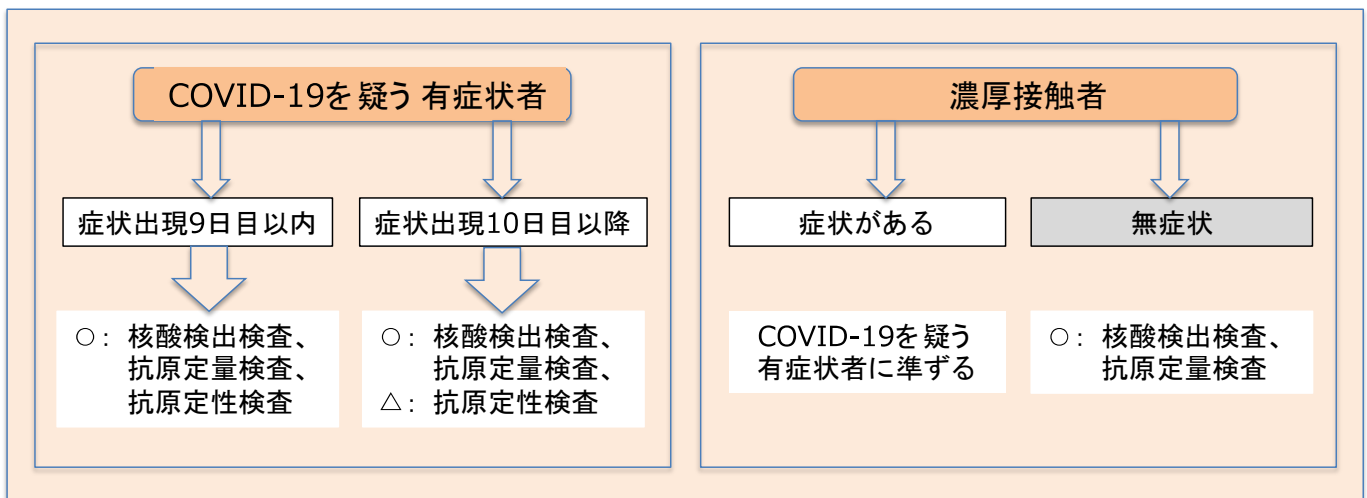 COVID-19を疑う有症状者
症状出現9日目以内
症状出現10日目以降
○：核酸検出検査、
抗原定量検査、
抗原定性検査
○：核酸検出検査、
抗原定量検査、
△：抗原定性検査
濃厚接触者
症状がある
無症状
COVID-19を疑う
有症状者に準ずる
○：核酸検出検査、
抗原定量検査